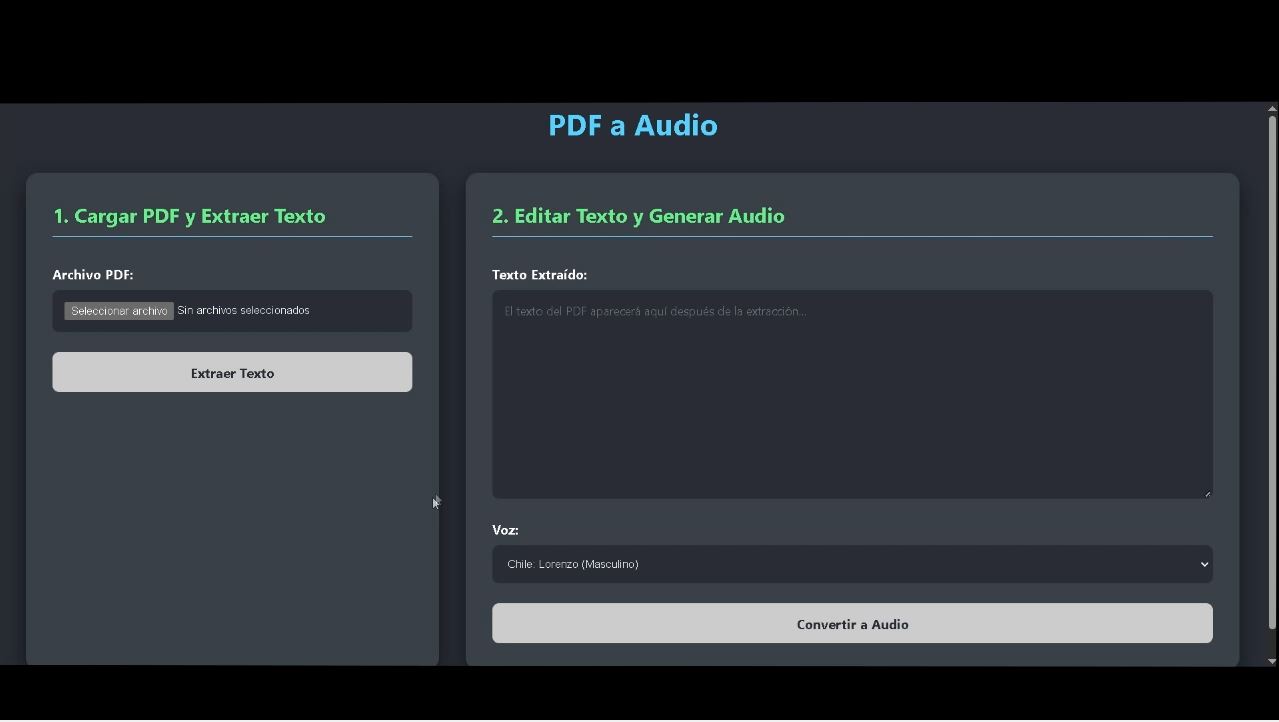 PDF a Audio
1. Cargar PDF y Extraer Texto
Archivo PDF:
Seleccionar archivo Sin archivos seleccionados
Extraer Texto
2. Editar Texto y Generar Audio
Texto Extraído:
El texto del PDF aparecerá aquí después de la extracción...
Voz:
Chile: Lorenzo (Masculino)
Convertir a Audio